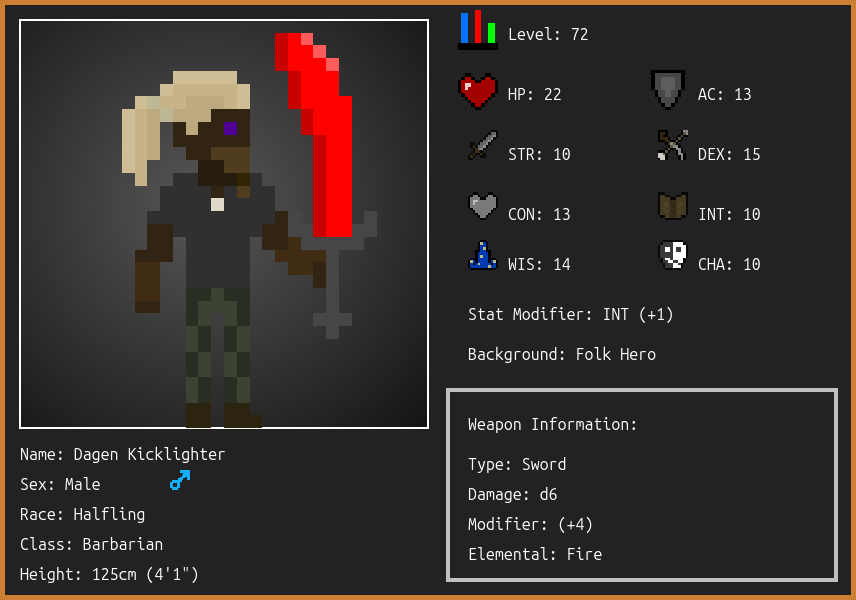 Level: 72
HP: 22
AC: 13
STR: 10
DEX: 15
CON: 13
INT: 10
WIS: 14
CHA: 10
Stat Modifier: INT (+1)
Background: Folk Hero
Weapon Information:
Type: Sword
Damage: d6
Modifier: (+4)
Elemental: Fire
Name: Dagen Kicklighter
Sex: Male
Race: Halfling
Class: Barbarian
Height: 125cm (4'1")